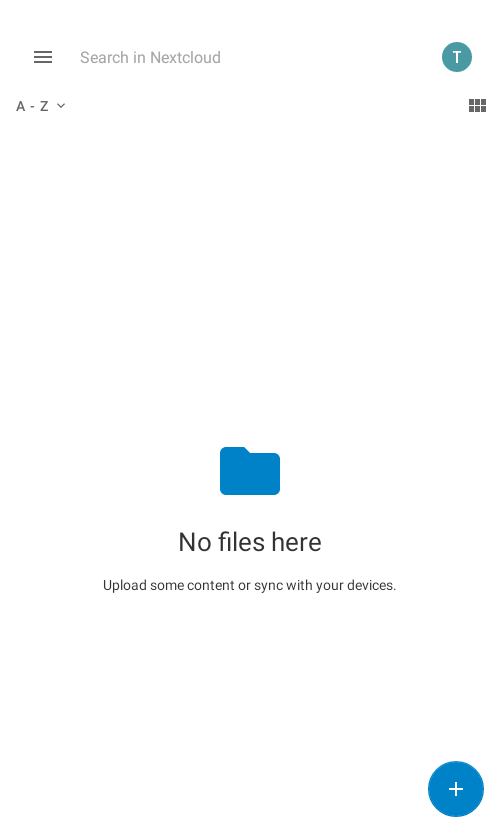 Search in Nextcloud
T
A - Z
No files here
Upload some content or sync with your devices.